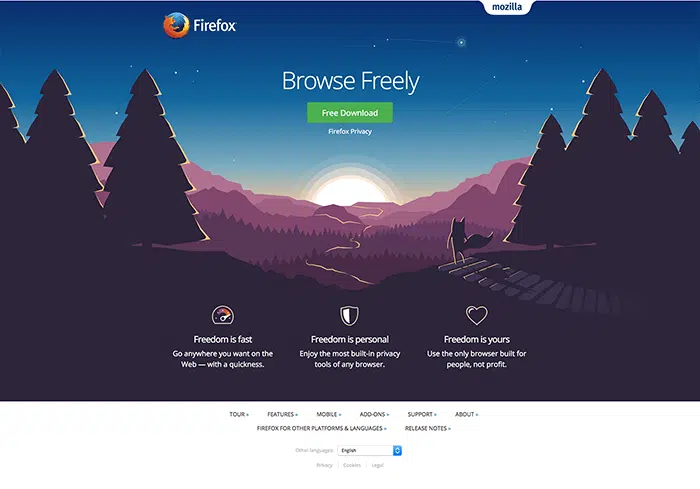 mozilla
Firefox
Browse Freely
Free Download
Firefox Privacy
Freedom is fast
Go anywhere you want on the
Web — with a quickness.
Freedom is personal
Enjoy the most built-in privacy
tools of any browser.
Freedom is yours
Use the only browser built for
people, not profit.
TOUR » FEATURES » MOBILE » ADD-ONS » SUPPORT » ABOUT »
FIREFOX FOR OTHER PLATFORMS & LANGUAGES » RELEASE NOTES »
Other languages: English
Privacy | Cookies | Legal